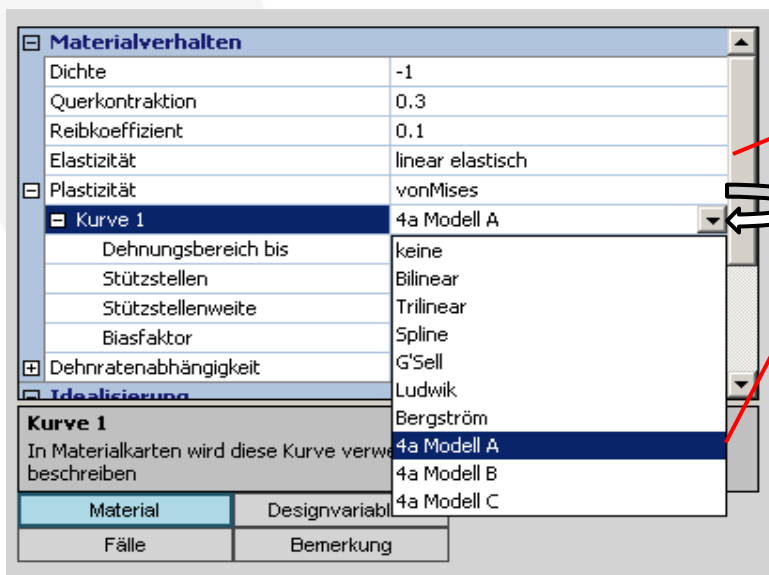 Materialverhalten
Dichte -1
Querkontraktion 0.3
Reibkoeffizient 0.1
Elastizität linear elastisch
Plastizität vonMises
Kurve 1 4a Modell A
Dehnungsbereich bis
Stützstellen
Stützstellenweite
Biasfaktor
Dehnratenabhängigkeit
Idealisierung
keine
Bilinear
Trilinear
Spline
G'Sell
Ludwik
Bergström
4a Modell A
4a Modell B
4a Modell C
Kurve 1
In Materialkarten wird diese Kurve verwe
beschreiben
Material Designvariabl
Fälle Bemerkung